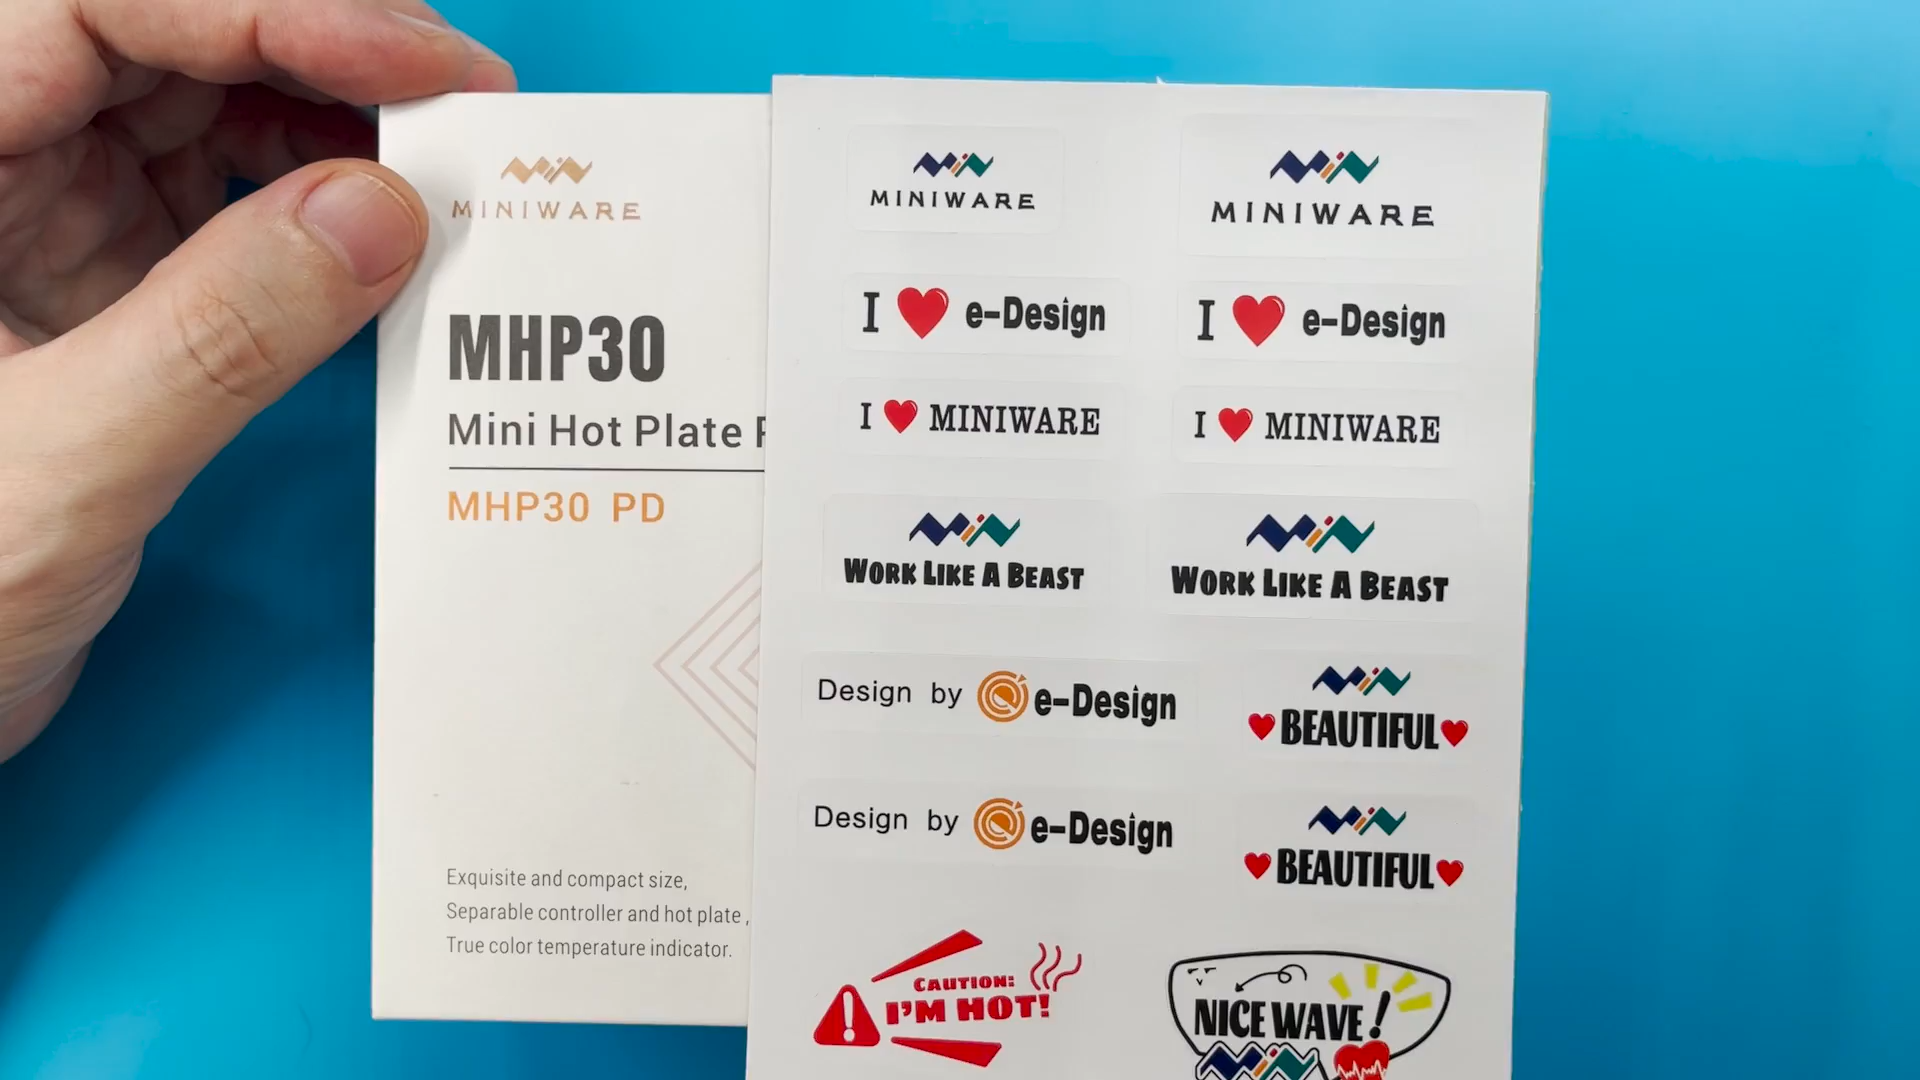 MINIWARE
MHP30
Mini Hot Plate
MHP30 PD
Exquisite and compact size,
Separable controller and hot plate,
True color temperature indicator.
MINIWARE
MINIWARE
I ❤ e-Design
I ❤ e-Design
I ❤ MINIWARE
I ❤ MINIWARE
WORK LIKE A BEAST
WORK LIKE A BEAST
Design by e-Design
BEAUTIFUL
Design by e-Design
BEAUTIFUL
CAUTION:
I'M HOT!
NICE WAVE!